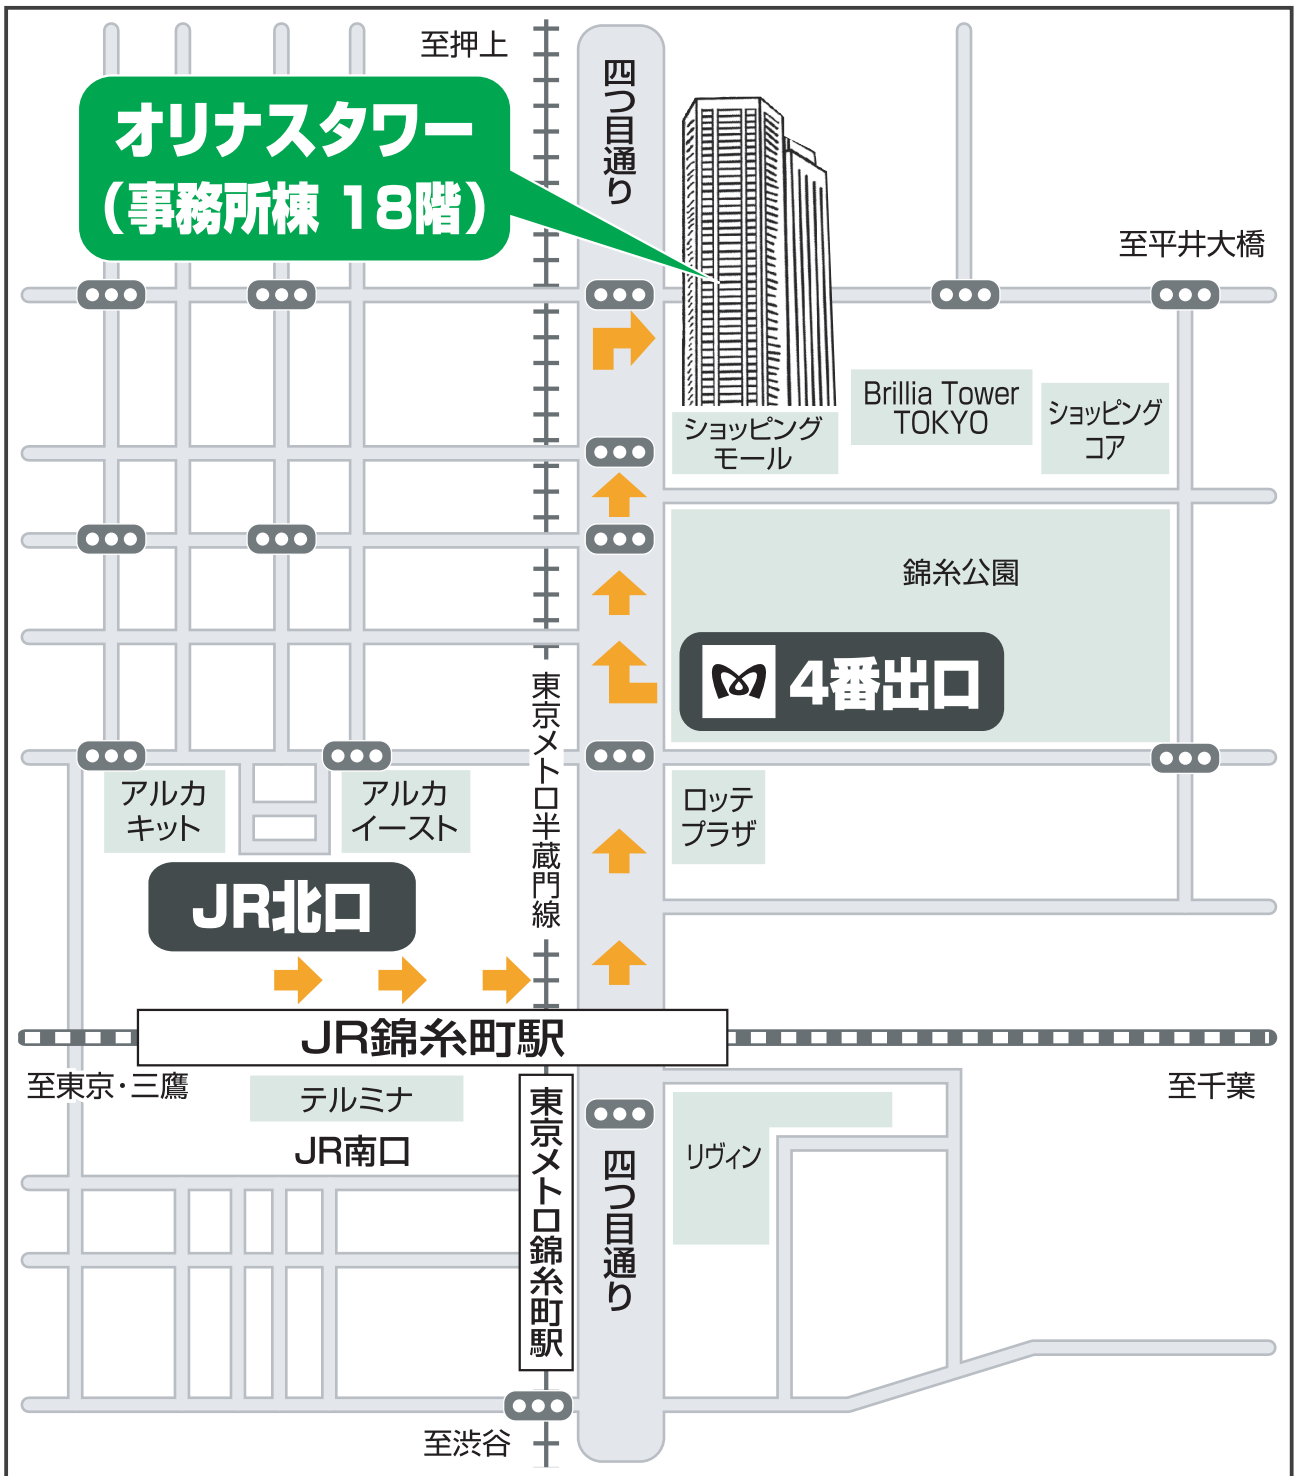 至押上
四つ目通り
オリナスタワー
（事務所棟 18階）
至平井大橋
Brillia Tower
TOKYO
ショッピング
コア
ショッピング
モール
錦糸公園
4番出口
東京メトロ半蔵門線
アルカ
キット
アルカ
イースト
ロッテ
プラザ
JR北口
JR錦糸町駅
至東京・三鷹
至千葉
テルミナ
JR南口
東京メトロ錦糸町駅
四つ目通り
リヴィン
至渋谷